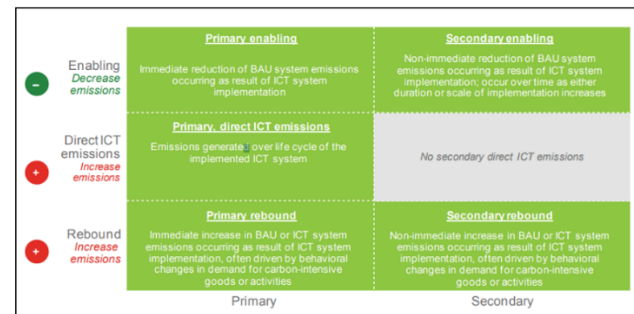 Primary enabling
Secondary enabling
Enabling
Decrease
emissions
Immediate reduction of BAU system emissions
occurring as result of ICT system
implementation
Non-immediate reduction of BAU system
emissions occurring as result of ICT system
implementation; occur over time as either
duration or scale of implementation increases
Direct ICT
emissions
Increase
emissions
Primary, direct ICT emissions
Emissions generated over life cycle of the
implemented ICT system
No secondary direct ICT emissions
Rebound
Increase
emissions
Primary rebound
Immediate increase in BAU or ICT system
emissions occurring as result of ICT system
implementation, often driven by behavioral
changes in demand for carbon-intensive
goods or activities
Secondary rebound
Non-immediate increase in BAU or ICT system
emissions occurring as result of ICT system
implementation, often driven by behavioral
changes in demand for carbon-intensive
goods or activities
Primary
Secondary